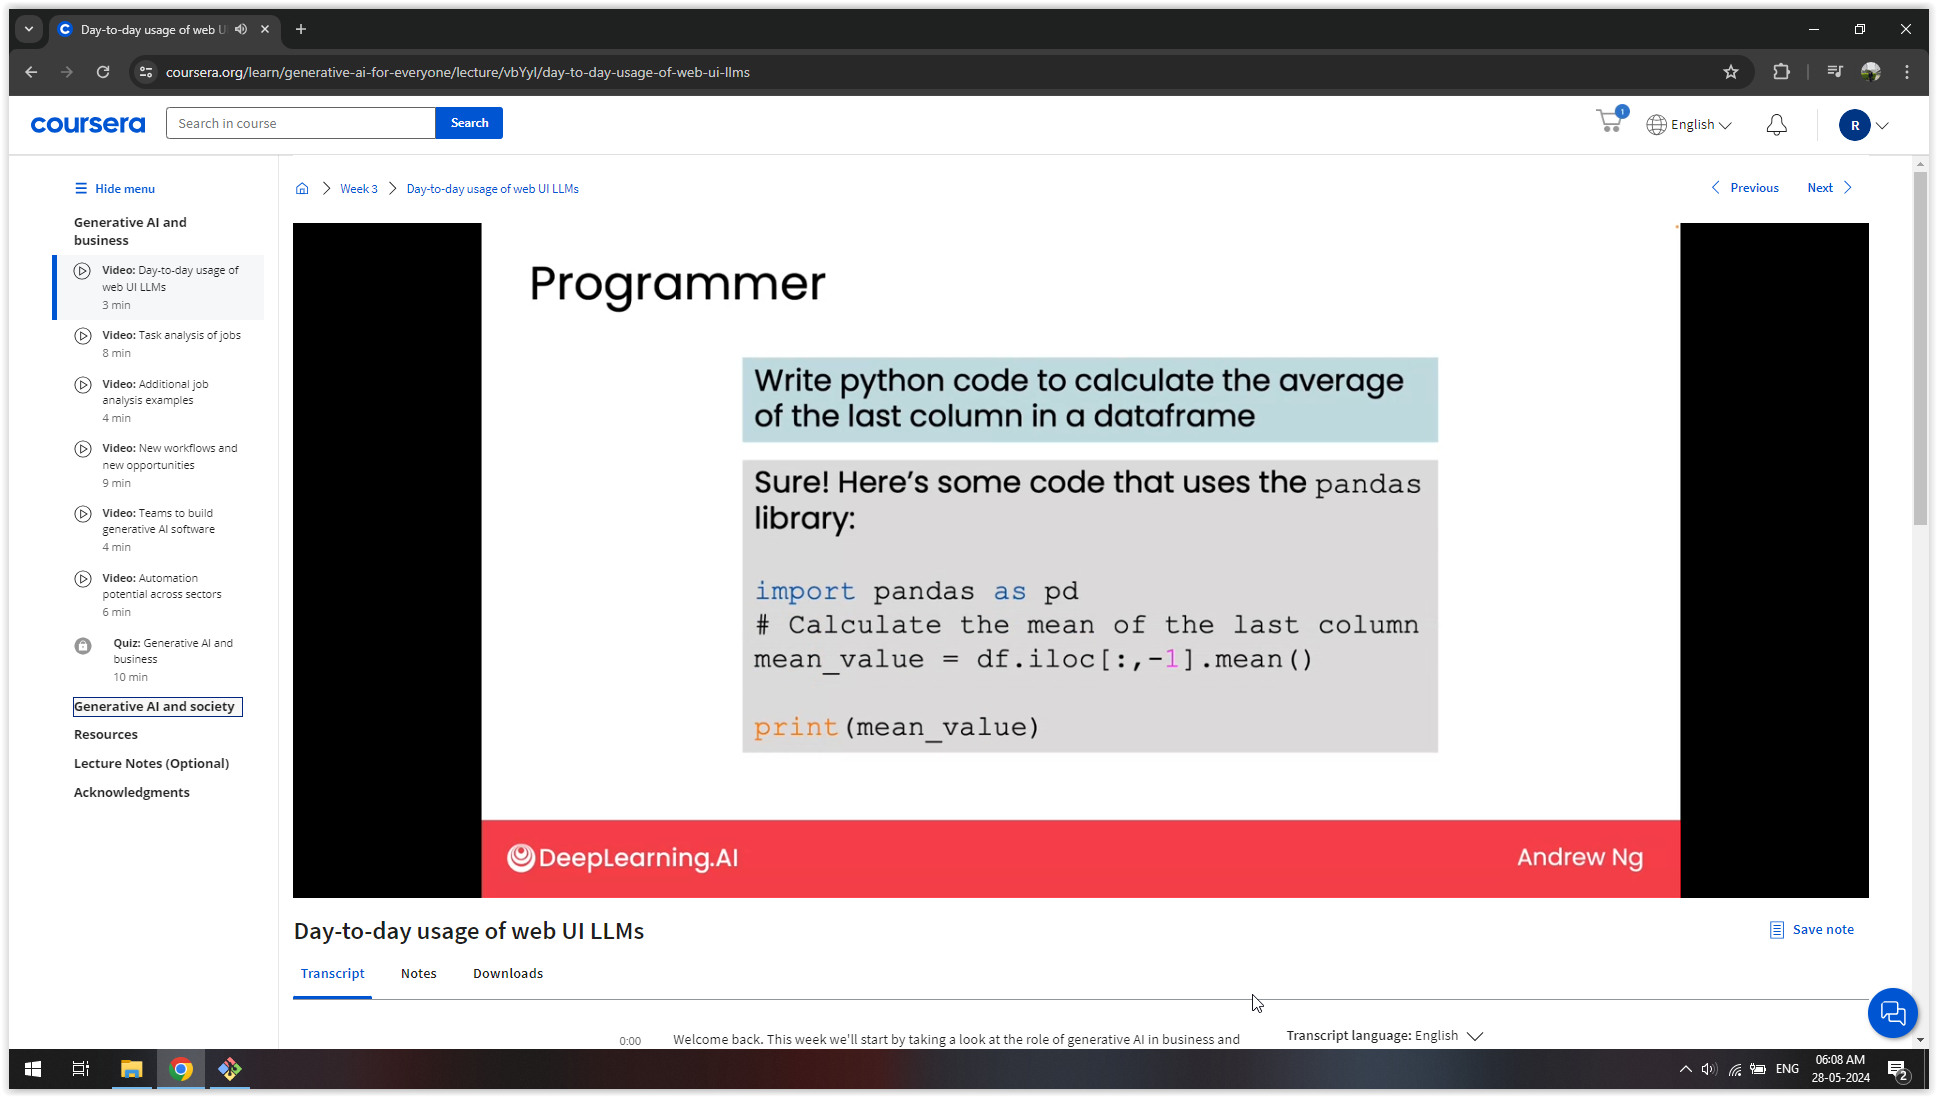 Day-to-day usage of web U
coursera.org/learn/generative-ai-for-everyone/lecture/vbYyl/day-to-day-usage-of-web-ui-llms
coursera
Search in course
Search
1
English
R
Hide menu
Generative AI and
business
Video: Day-to-day usage of
web UI LLMs
3 min
Video: Task analysis of jobs
8 min
Video: Additional job
analysis examples
4 min
Video: New workflows and
new opportunities
9 min
Video: Teams to build
generative AI software
4 min
Video: Automation
potential across sectors
6 min
Quiz: Generative AI and
business
10 min
Generative AI and society
Resources
Lecture Notes (Optional)
Acknowledgments
Week 3
Day-to-day usage of web UI LLMs
Previous
Next
Programmer
Write python code to calculate the average
of the last column in a dataframe
Sure! Here's some code that uses the pandas
library:
import pandas as pd
# Calculate the mean of the last column
mean_value = df.iloc[:,-1].mean()
print(mean_value)
DeepLearning.AI
Andrew Ng
Day-to-day usage of web UI LLMs
Save note
Transcript
Notes
Downloads
0:00
Welcome back. This week we'll start by taking a look at the role of generative AI in business and
Transcript language: English
ENG
06:08 AM
28-05-2024
2